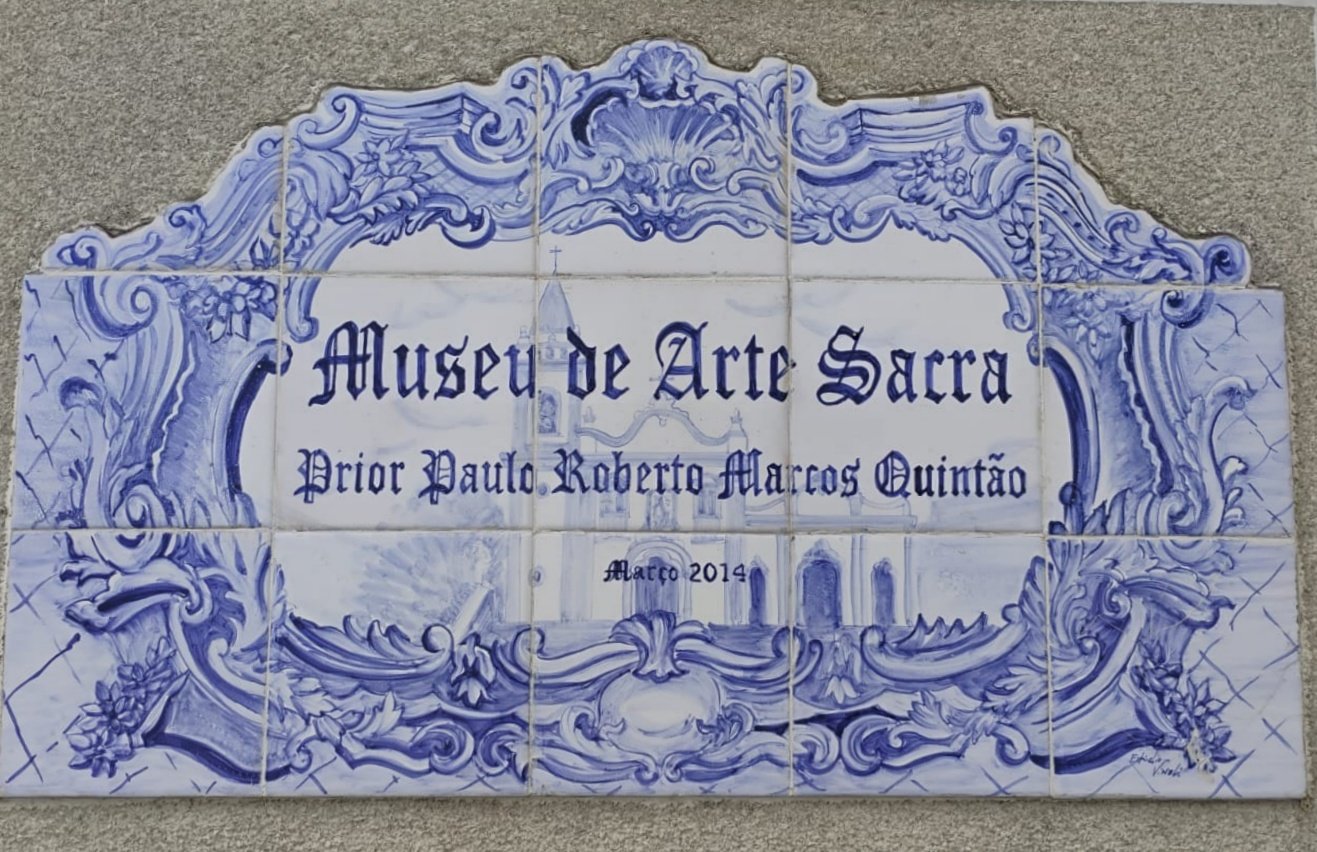 Museu de Arte Sacra
Prior Paulo Roberto Marcos Quintão
Março 2014